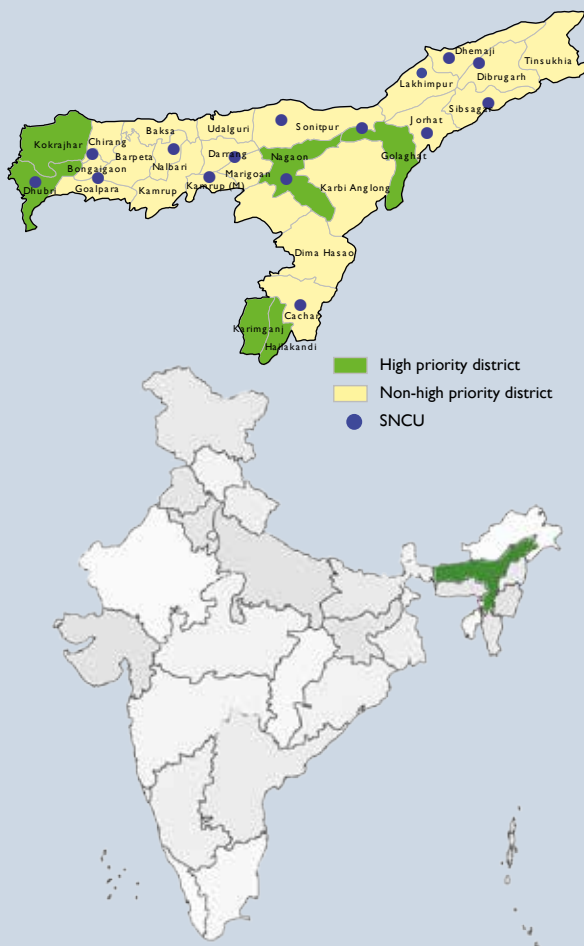 Dhemaji
Tinsukhia
Dibrugarh
Lakhimpur
Sibsagar
Jorhat
Sonitpur
Udalguri
Baksa
Chirang
Kokrajhar
Barpeta
Darrang
Nagaon
Golaghat
Nalbari
Bongaigaon
Marigoan
Dhubri
Goalpara
Kamrup
Kamrup (M)
Karbi Anglong
Dima Hasao
Cachar
Karimganj
Hailakandi
High priority district
Non-high priority district
SNCU